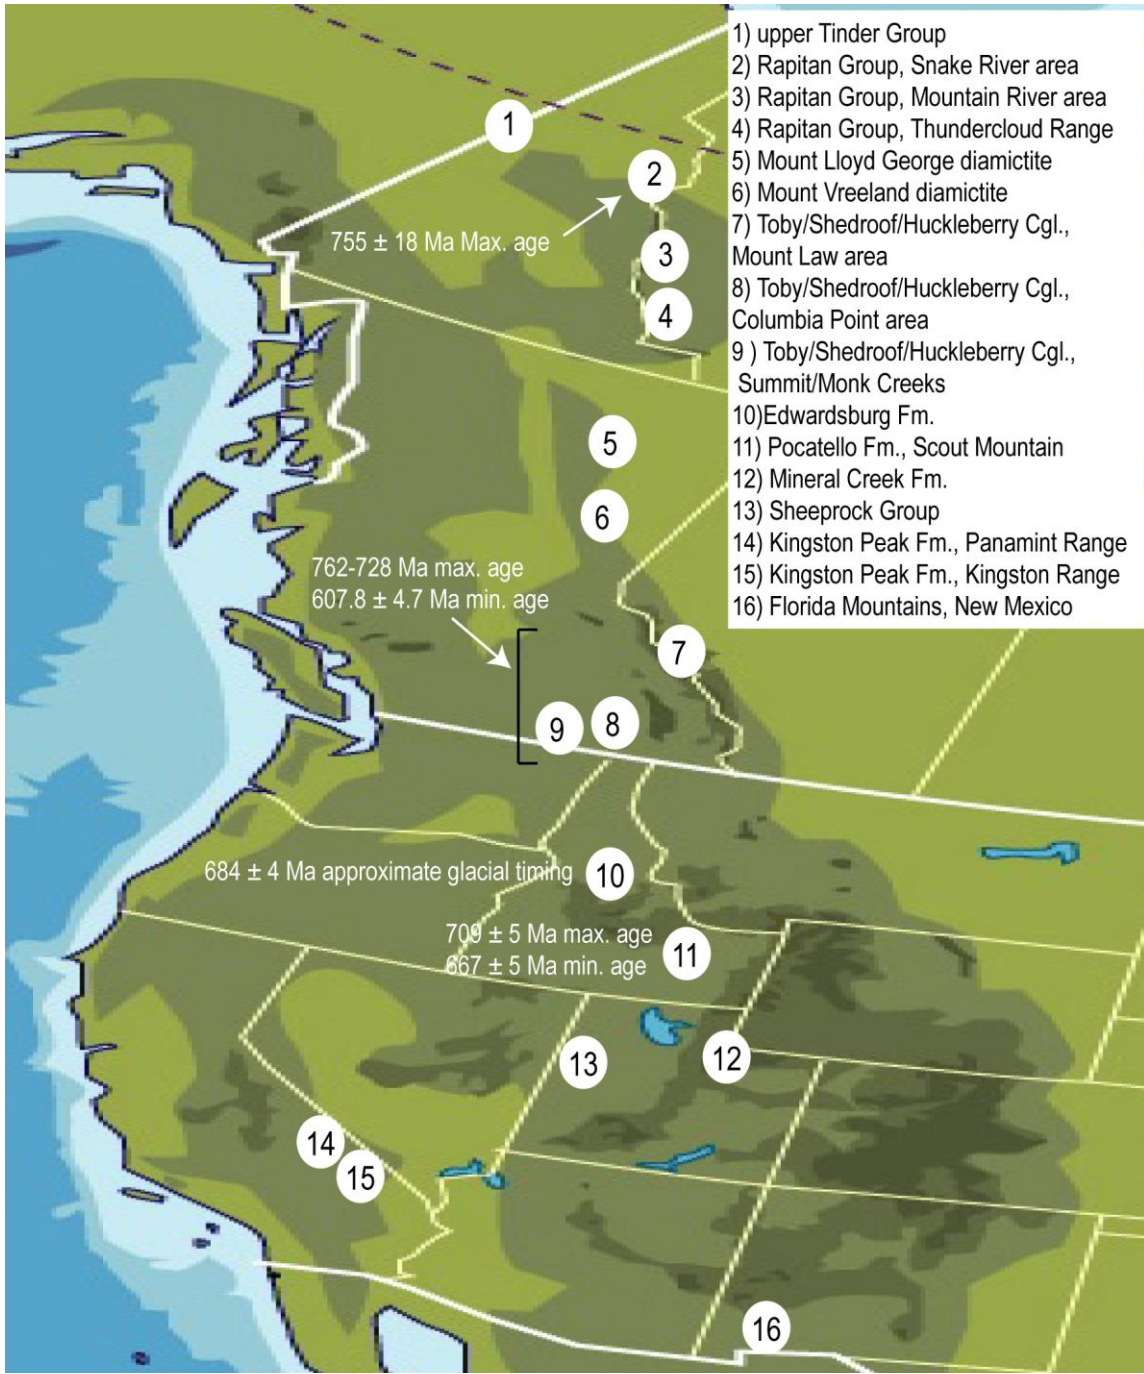 1) upper Tinder Group
2) Rapitan Group, Snake River area
3) Rapitan Group, Mountain River area
4) Rapitan Group, Thundercloud Range
5) Mount Lloyd George diamictite
6) Mount Vreeland diamictite
7) Toby/Shedroof/Huckleberry Cgl.,
Mount Law area
8) Toby/Shedroof/Huckleberry Cgl.,
Columbia Point area
9 ) Toby/Shedroof/Huckleberry Cgl.,
Summit/Monk Creeks
10)Edwardsburg Fm.
11) Pocatello Fm., Scout Mountain
12) Mineral Creek Fm.
13) Sheeprock Group
14) Kingston Peak Fm., Panamint Range
15) Kingston Peak Fm., Kingston Range
16) Florida Mountains, New Mexico
1
2
755 ± 18 Ma Max. age
3
4
5
6
762-728 Ma max. age
607.8 ± 4.7 Ma min. age
7
8
9
684 ± 4 Ma approximate glacial timing
10
709 ± 5 Ma max. age
667 ± 5 Ma min. age
11
12
13
14
15
16